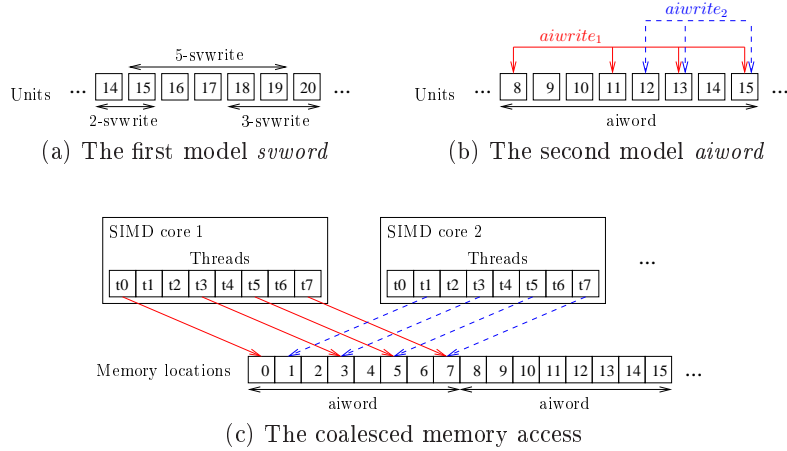 5-svwrite
Units ... 14 15 16 17 18 19 20 ...
2-svwrite 3-svwrite
(a) The first model svword
aiwrite₂
aiwrite₁
Units ... 8 9 10 11 12 13 14 15 ...
aiword
(b) The second model aiword
SIMD core 1
Threads
t0 t1 t2 t3 t4 t5 t6 t7
SIMD core 2
Threads
t0 t1 t2 t3 t4 t5 t6 t7
...
Memory locations 0 1 2 3 4 5 6 7 8 9 10 11 12 13 14 15 ...
aiword aiword
(c) The coalesced memory access